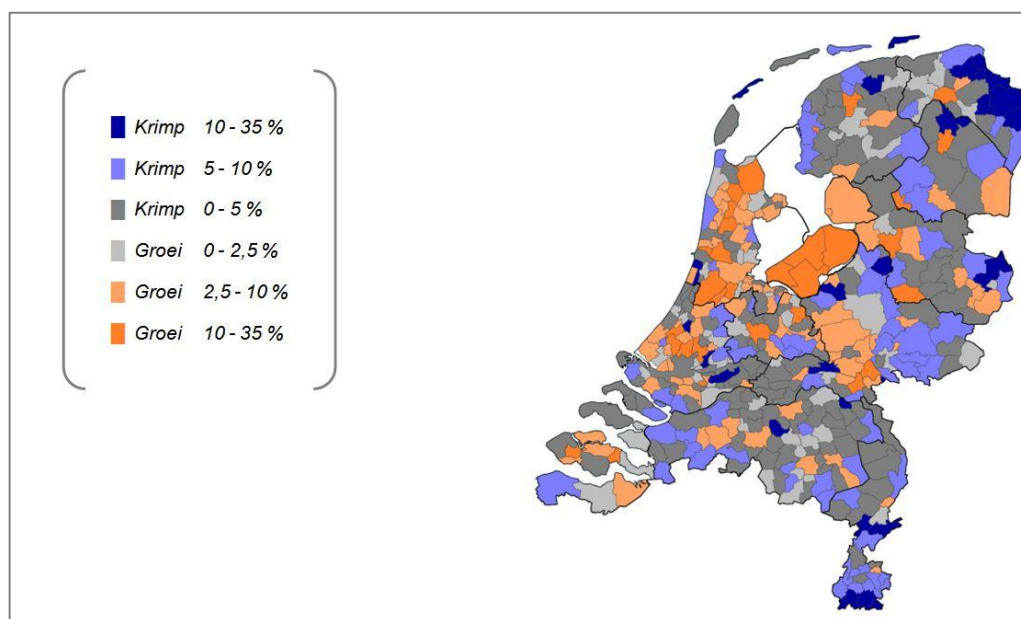 Krimp 10 - 35 %
Krimp 5 - 10 %
Krimp 0 - 5 %
Groei 0 - 2,5 %
Groei 2,5 - 10 %
Groei 10 - 35 %